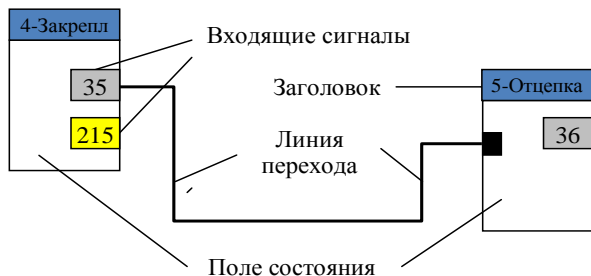 4-Закрепл
Входящие сигналы
35
Заголовок
5-Отцепка
215
Линия
перехода
36
Поле состояния